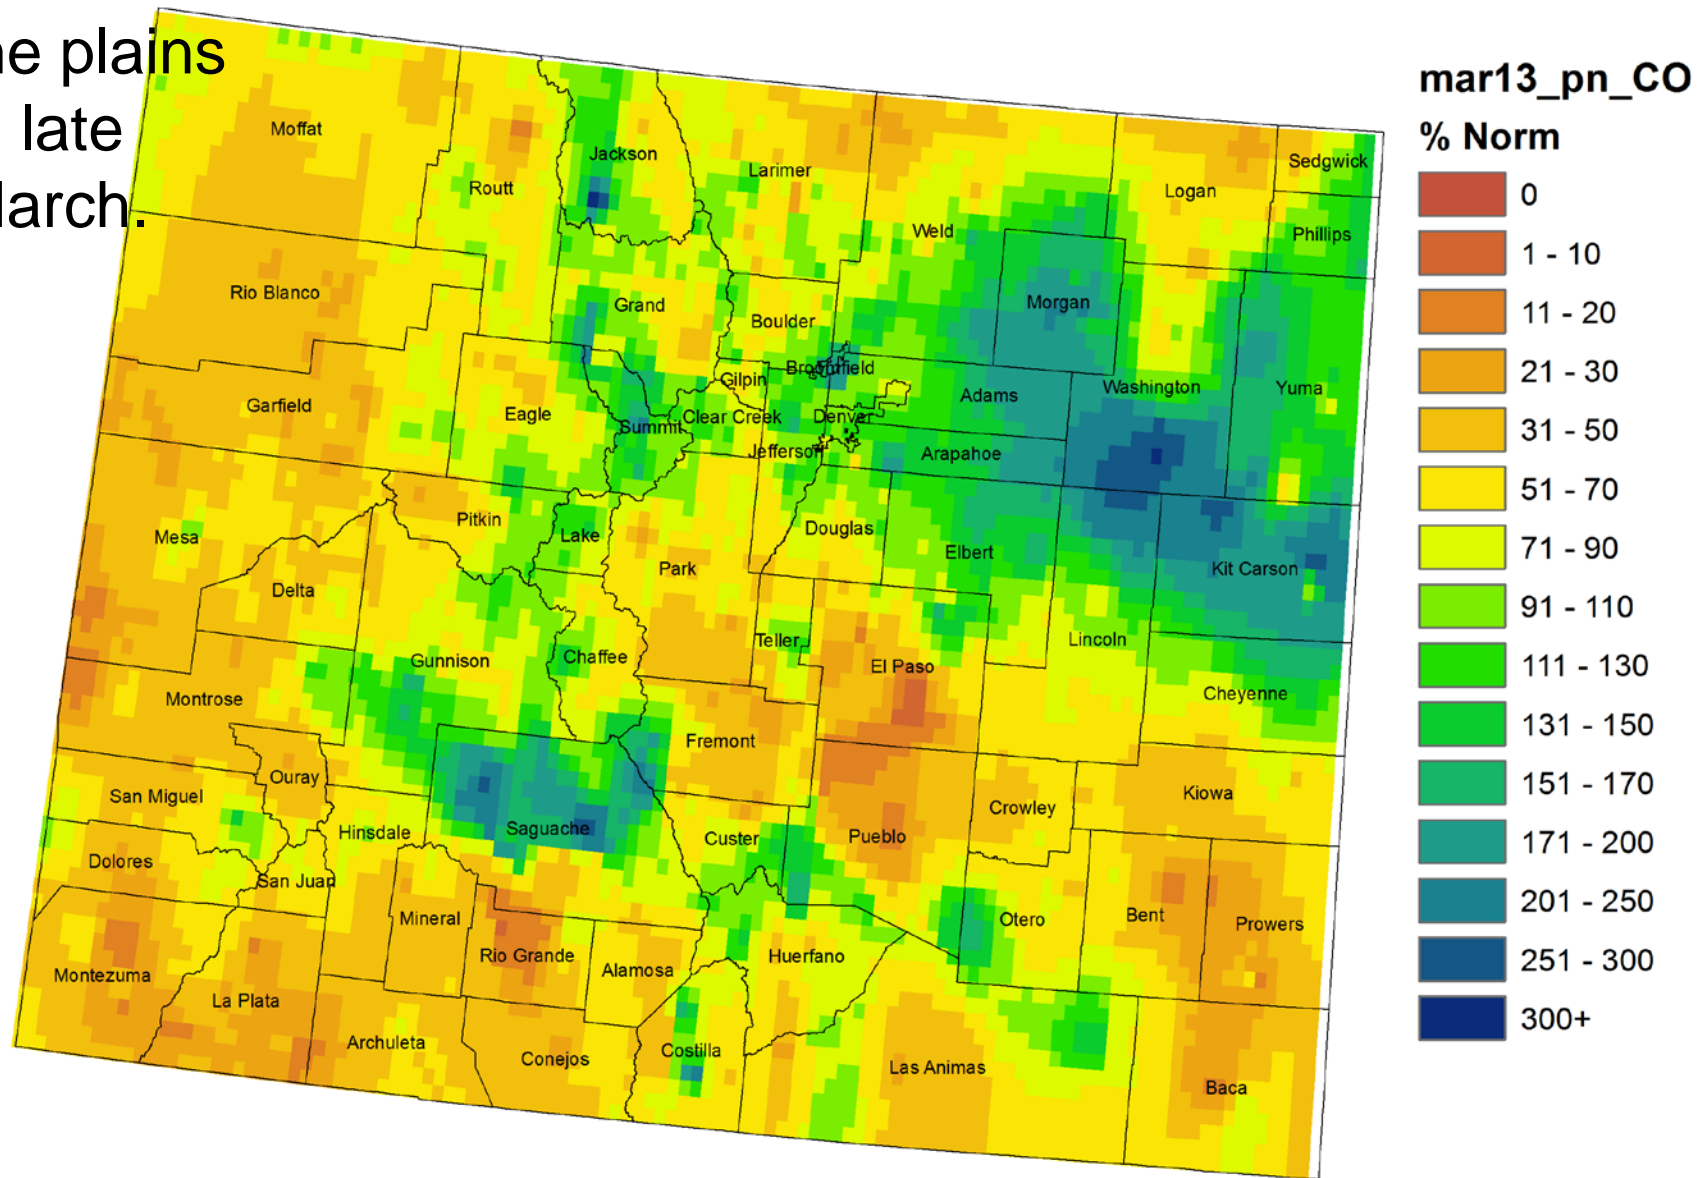 ne plains
late
March.
mar13_pn_CO
% Norm
0
1 - 10
11 - 20
21 - 30
31 - 50
51 - 70
71 - 90
91 - 110
111 - 130
131 - 150
151 - 170
171 - 200
201 - 250
251 - 300
300+
Moffat
Routt
Jackson
Larimer
Weld
Logan
Sedgwick
Phillips
Rio Blanco
Grand
Boulder
Morgan
Broomfield
Gilpin
Garfield
Eagle
Summit
Clear Creek
Denver
Adams
Washington
Yuma
Jefferson
Arapahoe
Mesa
Pitkin
Lake
Park
Douglas
Elbert
Kit Carson
Delta
Gunnison
Chaffee
Teller
El Paso
Lincoln
Cheyenne
Montrose
Fremont
Ouray
San Miguel
Hinsdale
Saguache
Custer
Pueblo
Crowley
Kiowa
Dolores
San Juan
Mineral
Rio Grande
Alamosa
Huerfano
Otero
Bent
Prowers
Montezuma
La Plata
Archuleta
Conejos
Costilla
Las Animas
Baca